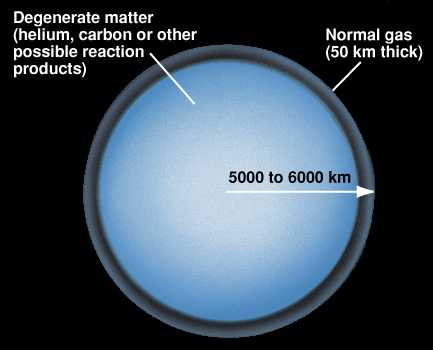 Degenerate matter
(helium, carbon or other
possible reaction
products)
Normal gas
(50 km thick)
5000 to 6000 km